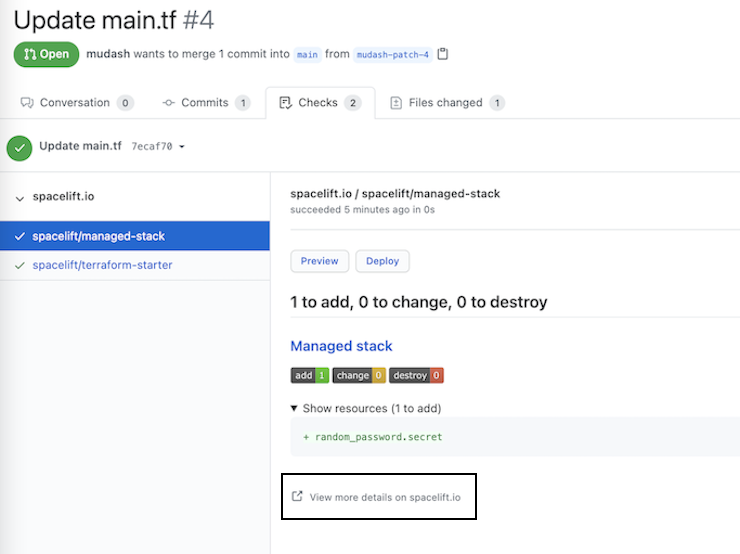 Update main.tf #4
Open mudash wants to merge 1 commit into main from mudash-patch-4
Conversation 0 Commits 1 Checks 2 Files changed 1
Update main.tf 7ecaf70
spacelift.io
spacelift/managed-stack
spacelift/terraform-starter
spacelift.io / spacelift/managed-stack
succeeded 5 minutes ago in 0s
Preview Deploy
1 to add, 0 to change, 0 to destroy
Managed stack
add 1 change 0 destroy 0
Show resources (1 to add)
+ random_password.secret
View more details on spacelift.io